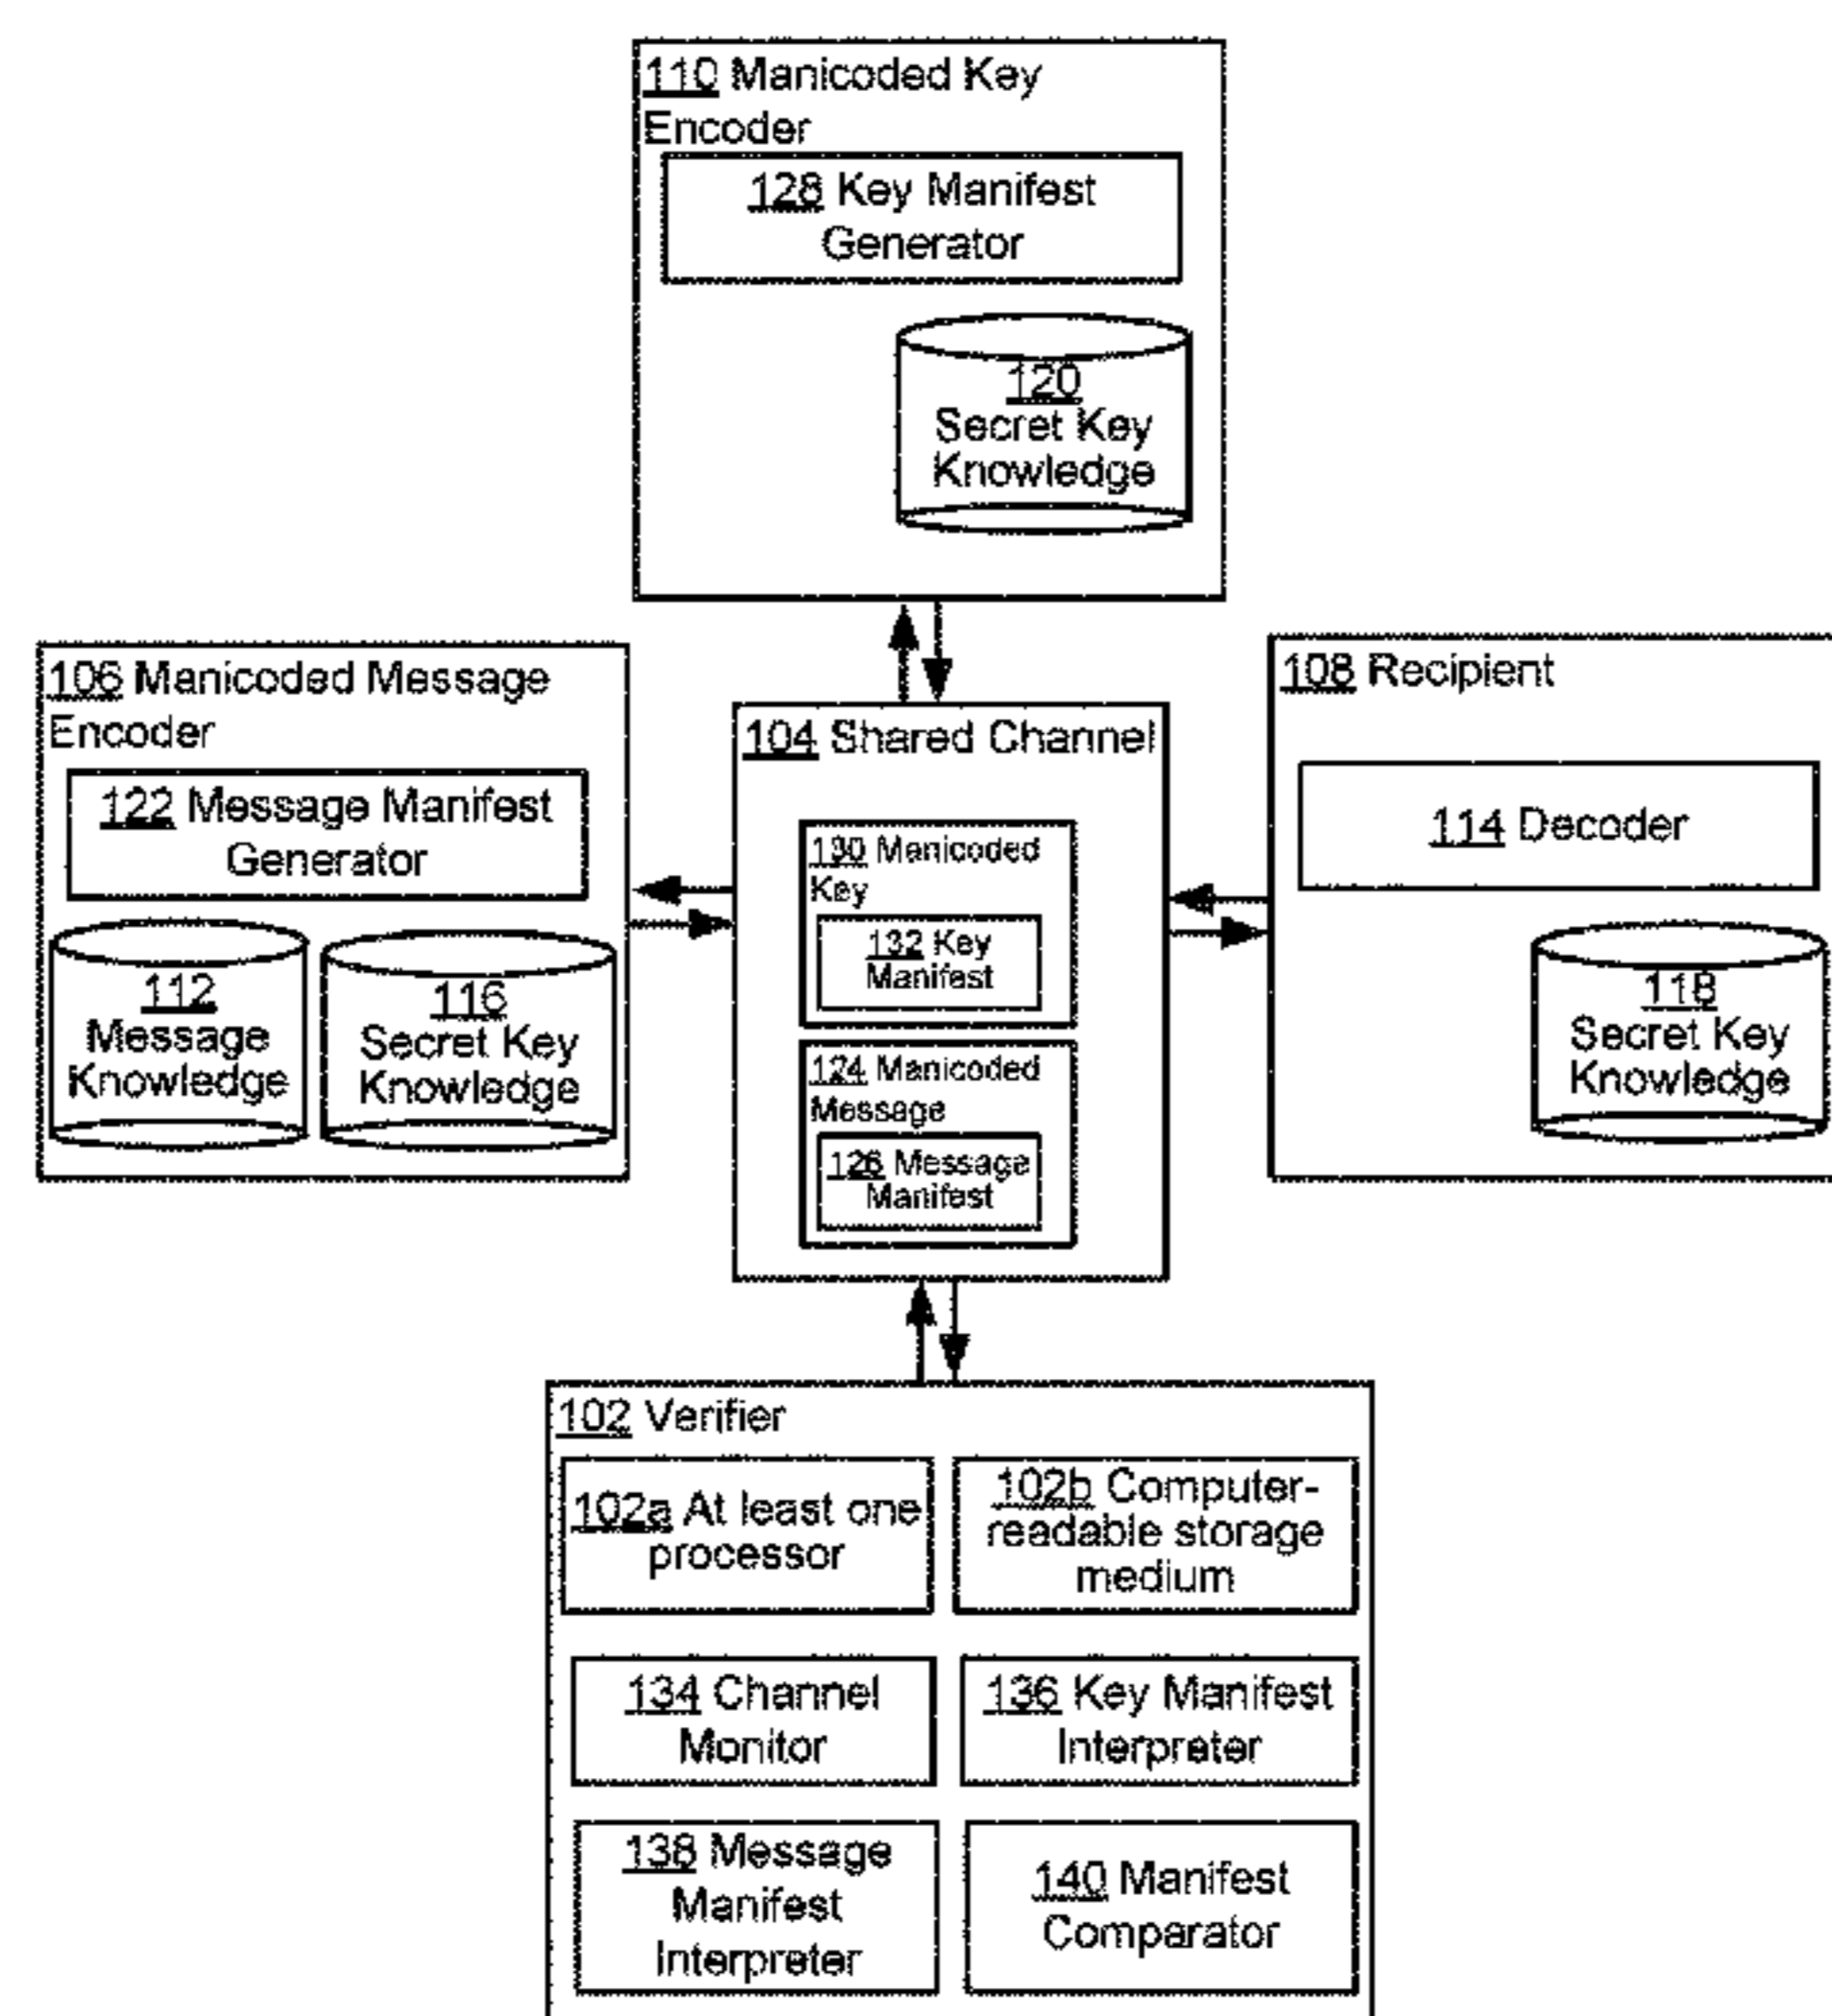 110 Manicoded Key
Encoder
128 Key Manifest
Generator
120
Secret Key
Knowledge
106 Manicoded Message
Encoder
122 Message Manifest
Generator
112
Message
Knowledge
116
Secret Key
Knowledge
104 Shared Channel
130 Manicoded
Key
132 Key
Manifest
124 Manicoded
Message
126 Message
Manifest
108 Recipient
114 Decoder
118
Secret Key
Knowledge
102 Verifier
102a At least one
processor
102b Computer-
readable storage
medium
134 Channel
Monitor
136 Key Manifest
Interpreter
138 Message
Manifest
Interpreter
140 Manifest
Comparator